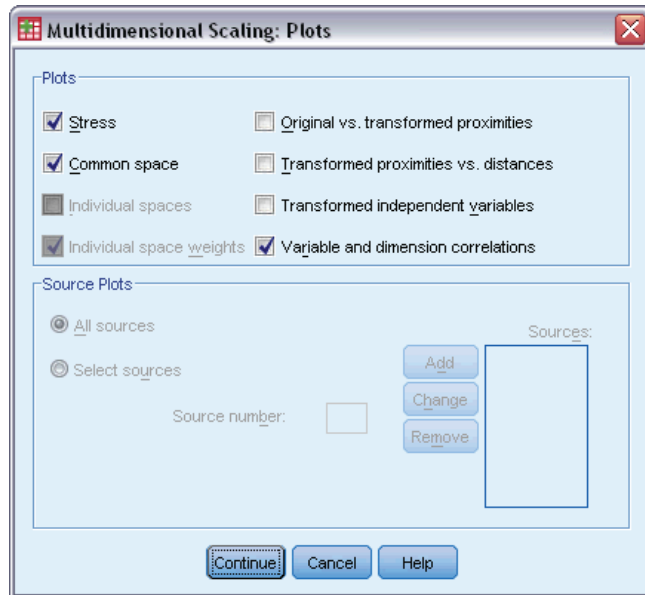 Multidimensional Scaling: Plots
Plots
Stress
Original vs. transformed proximities
Common space
Transformed proximities vs. distances
Individual spaces
Transformed independent variables
Individual space weights
Variable and dimension correlations
Source Plots
All sources
Sources:
Select sources
Add
Change
Source number:
Remove
Continue
Cancel
Help